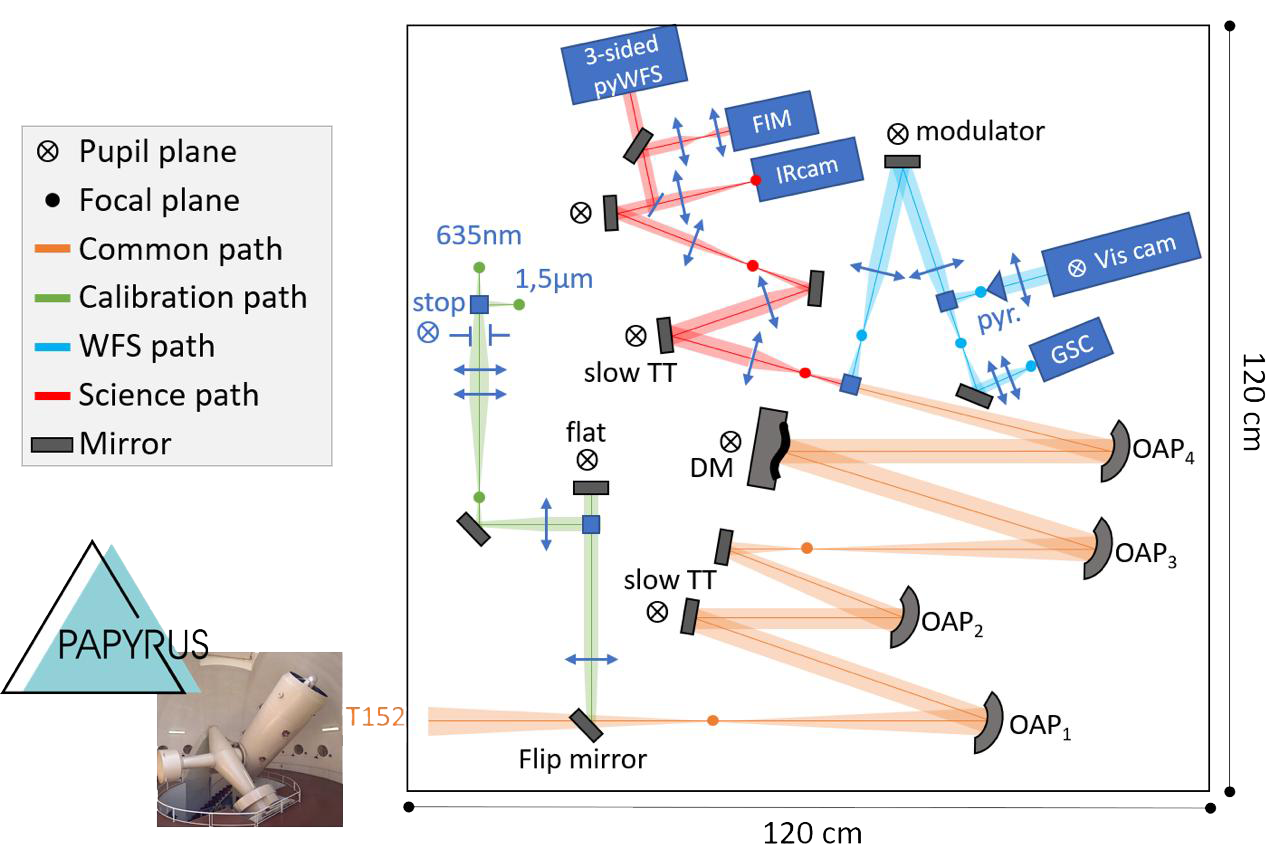 Pupil plane
Focal plane
Common path
Calibration path
WFS path
Science path
Mirror
PAPYRUS
T152
3-sided
pyWFS
FIM
IRcam
modulator
Vis cam
pyr.
GSC
635nm
1,5µm
stop
slow TT
flat
DM
OAP4
OAP3
slow TT
OAP2
OAP1
Flip mirror
120 cm
120 cm